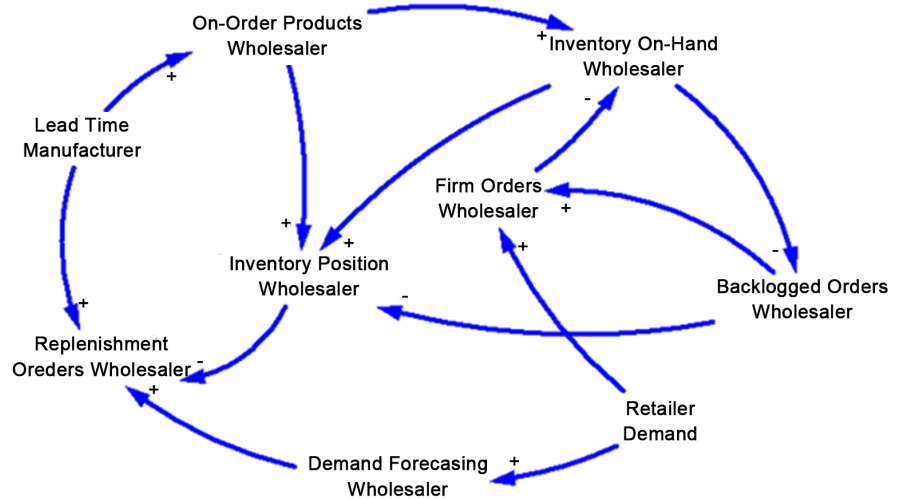 On-Order Products
Wholesaler
+
Inventory On-Hand
Wholesaler
+
-
Lead Time
Manufacturer
Firm Orders
Wholesaler
+
+
+
+
-
Inventory Position
Wholesaler
Backlogged Orders
Wholesaler
-
+
Replenishment
Oreders Wholesaler
-
+
Retailer
Demand
+
Demand Forecasing
Wholesaler